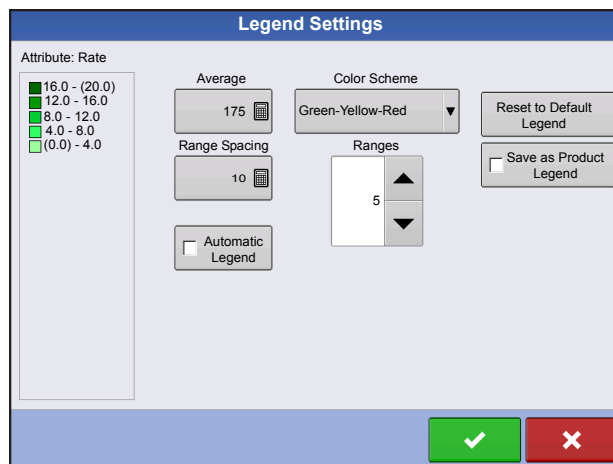 Legend Settings
Attribute: Rate
16.0 - (20.0)
12.0 - 16.0
8.0 - 12.0
4.0 - 8.0
(0.0) - 4.0
Average
175
Range Spacing
10
Automatic
Legend
Color Scheme
Green-Yellow-Red
Ranges
5
Reset to Default
Legend
Save as Product
Legend